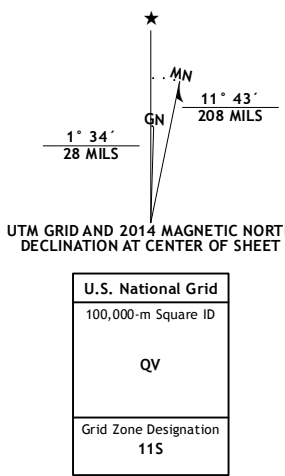 ★
MN
GN
11° 43´
208 MILS
1° 34´
28 MILS
UTM GRID AND 2014 MAGNETIC NORTH
DECLINATION AT CENTER OF SHEET
U.S. National Grid
100,000-m Square ID
QV
Grid Zone Designation
11S